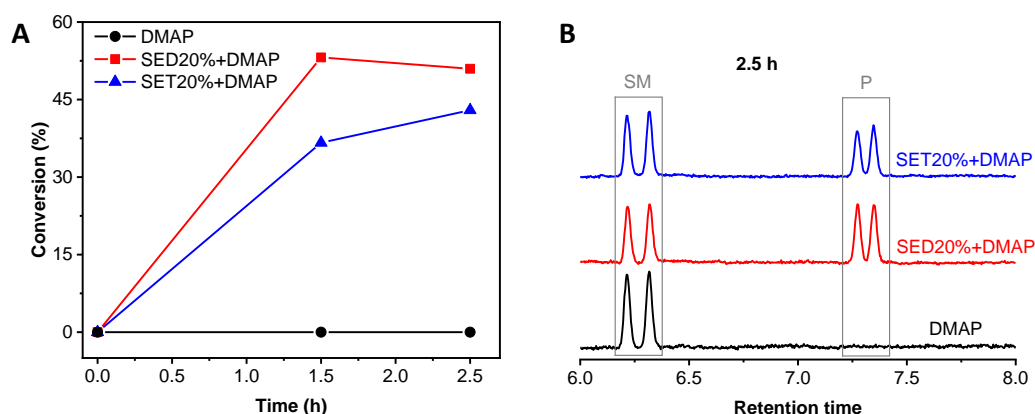 A
60
45
30
15
0
Conversion (%)
DMAP
SED20%+DMAP
SET20%+DMAP
0.0 0.5 1.0 1.5 2.0 2.5
Time (h)
B
2.5 h
SM
P
SET20%+DMAP
SED20%+DMAP
DMAP
6.0 6.5 7.0 7.5 8.0
Retention time